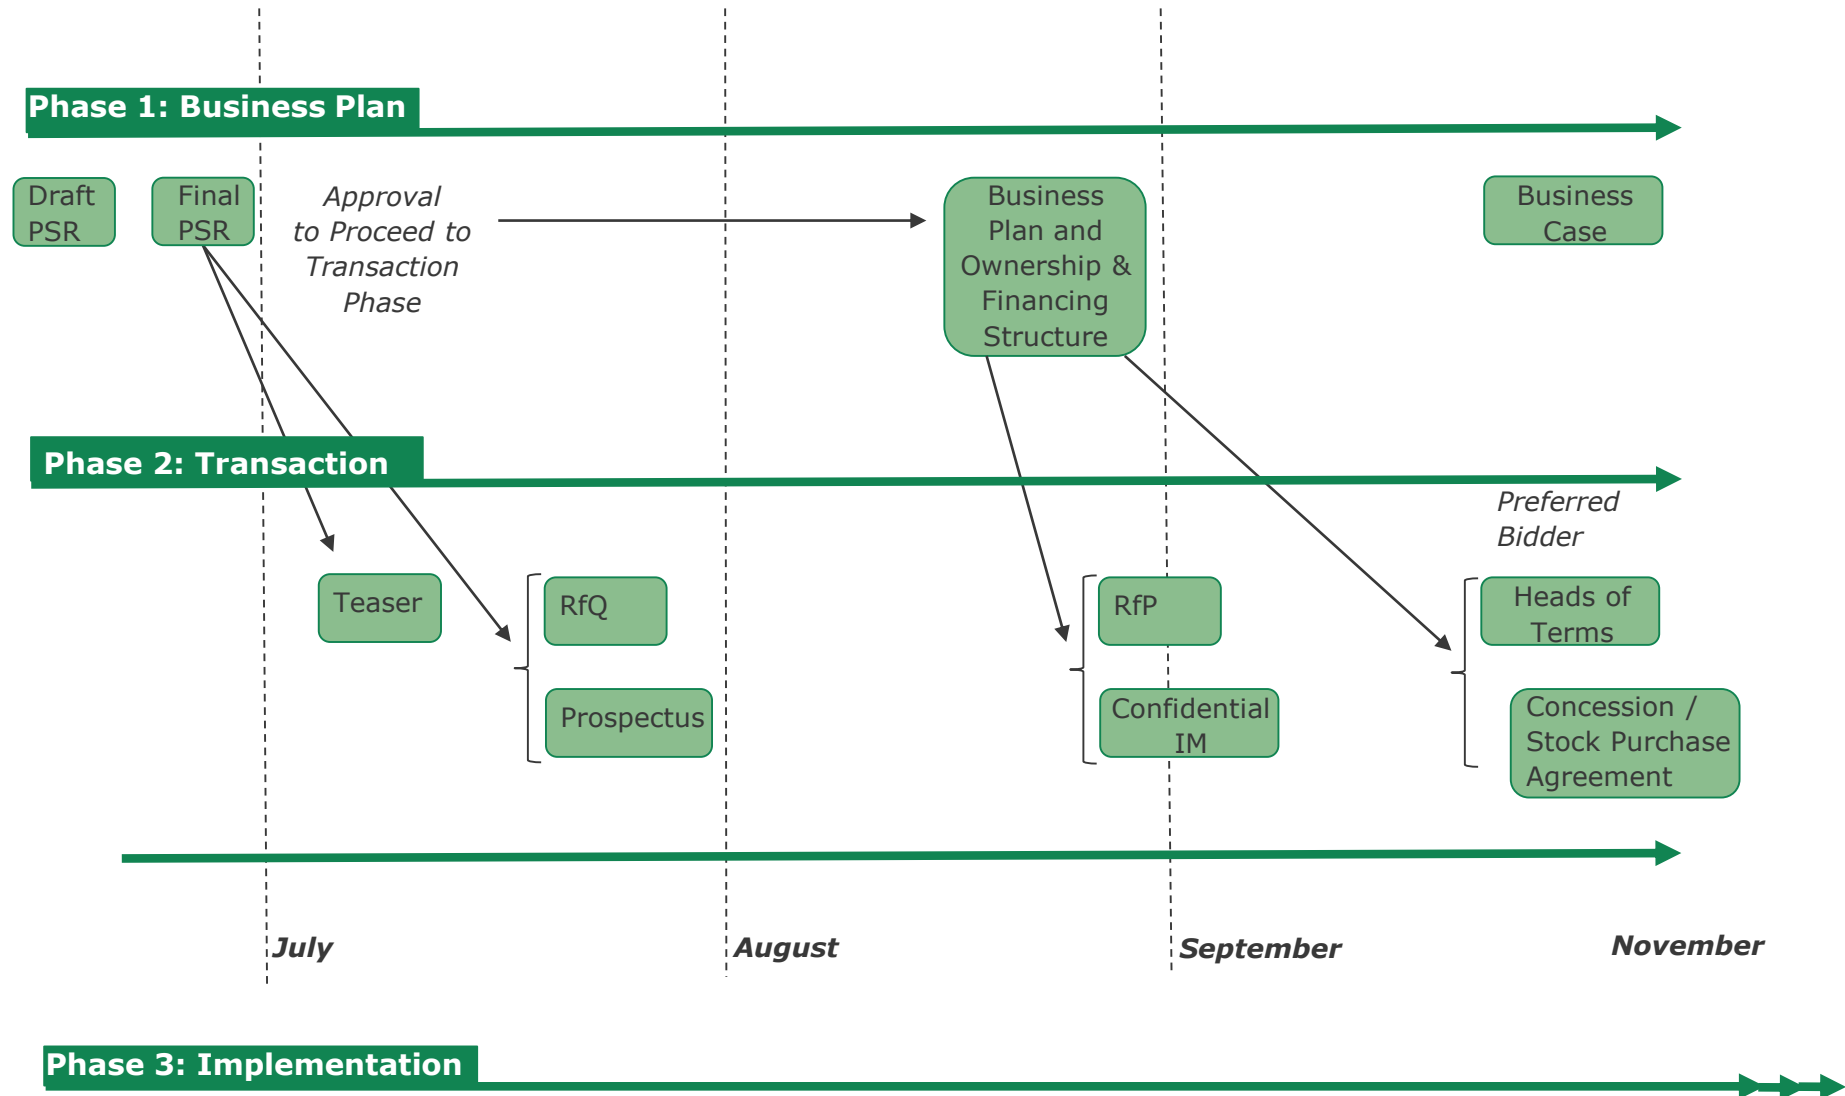 Phase 1: Business Plan
Draft
PSR
Final
PSR
Approval
to Proceed to
Transaction
Phase
Business
Plan and
Ownership &
Financing
Structure
Business
Case
Phase 2: Transaction
Preferred
Bidder
Teaser
RfQ
Prospectus
RfP
Confidential
IM
Heads of
Terms
Concession /
Stock Purchase
Agreement
July
August
September
November
Phase 3: Implementation